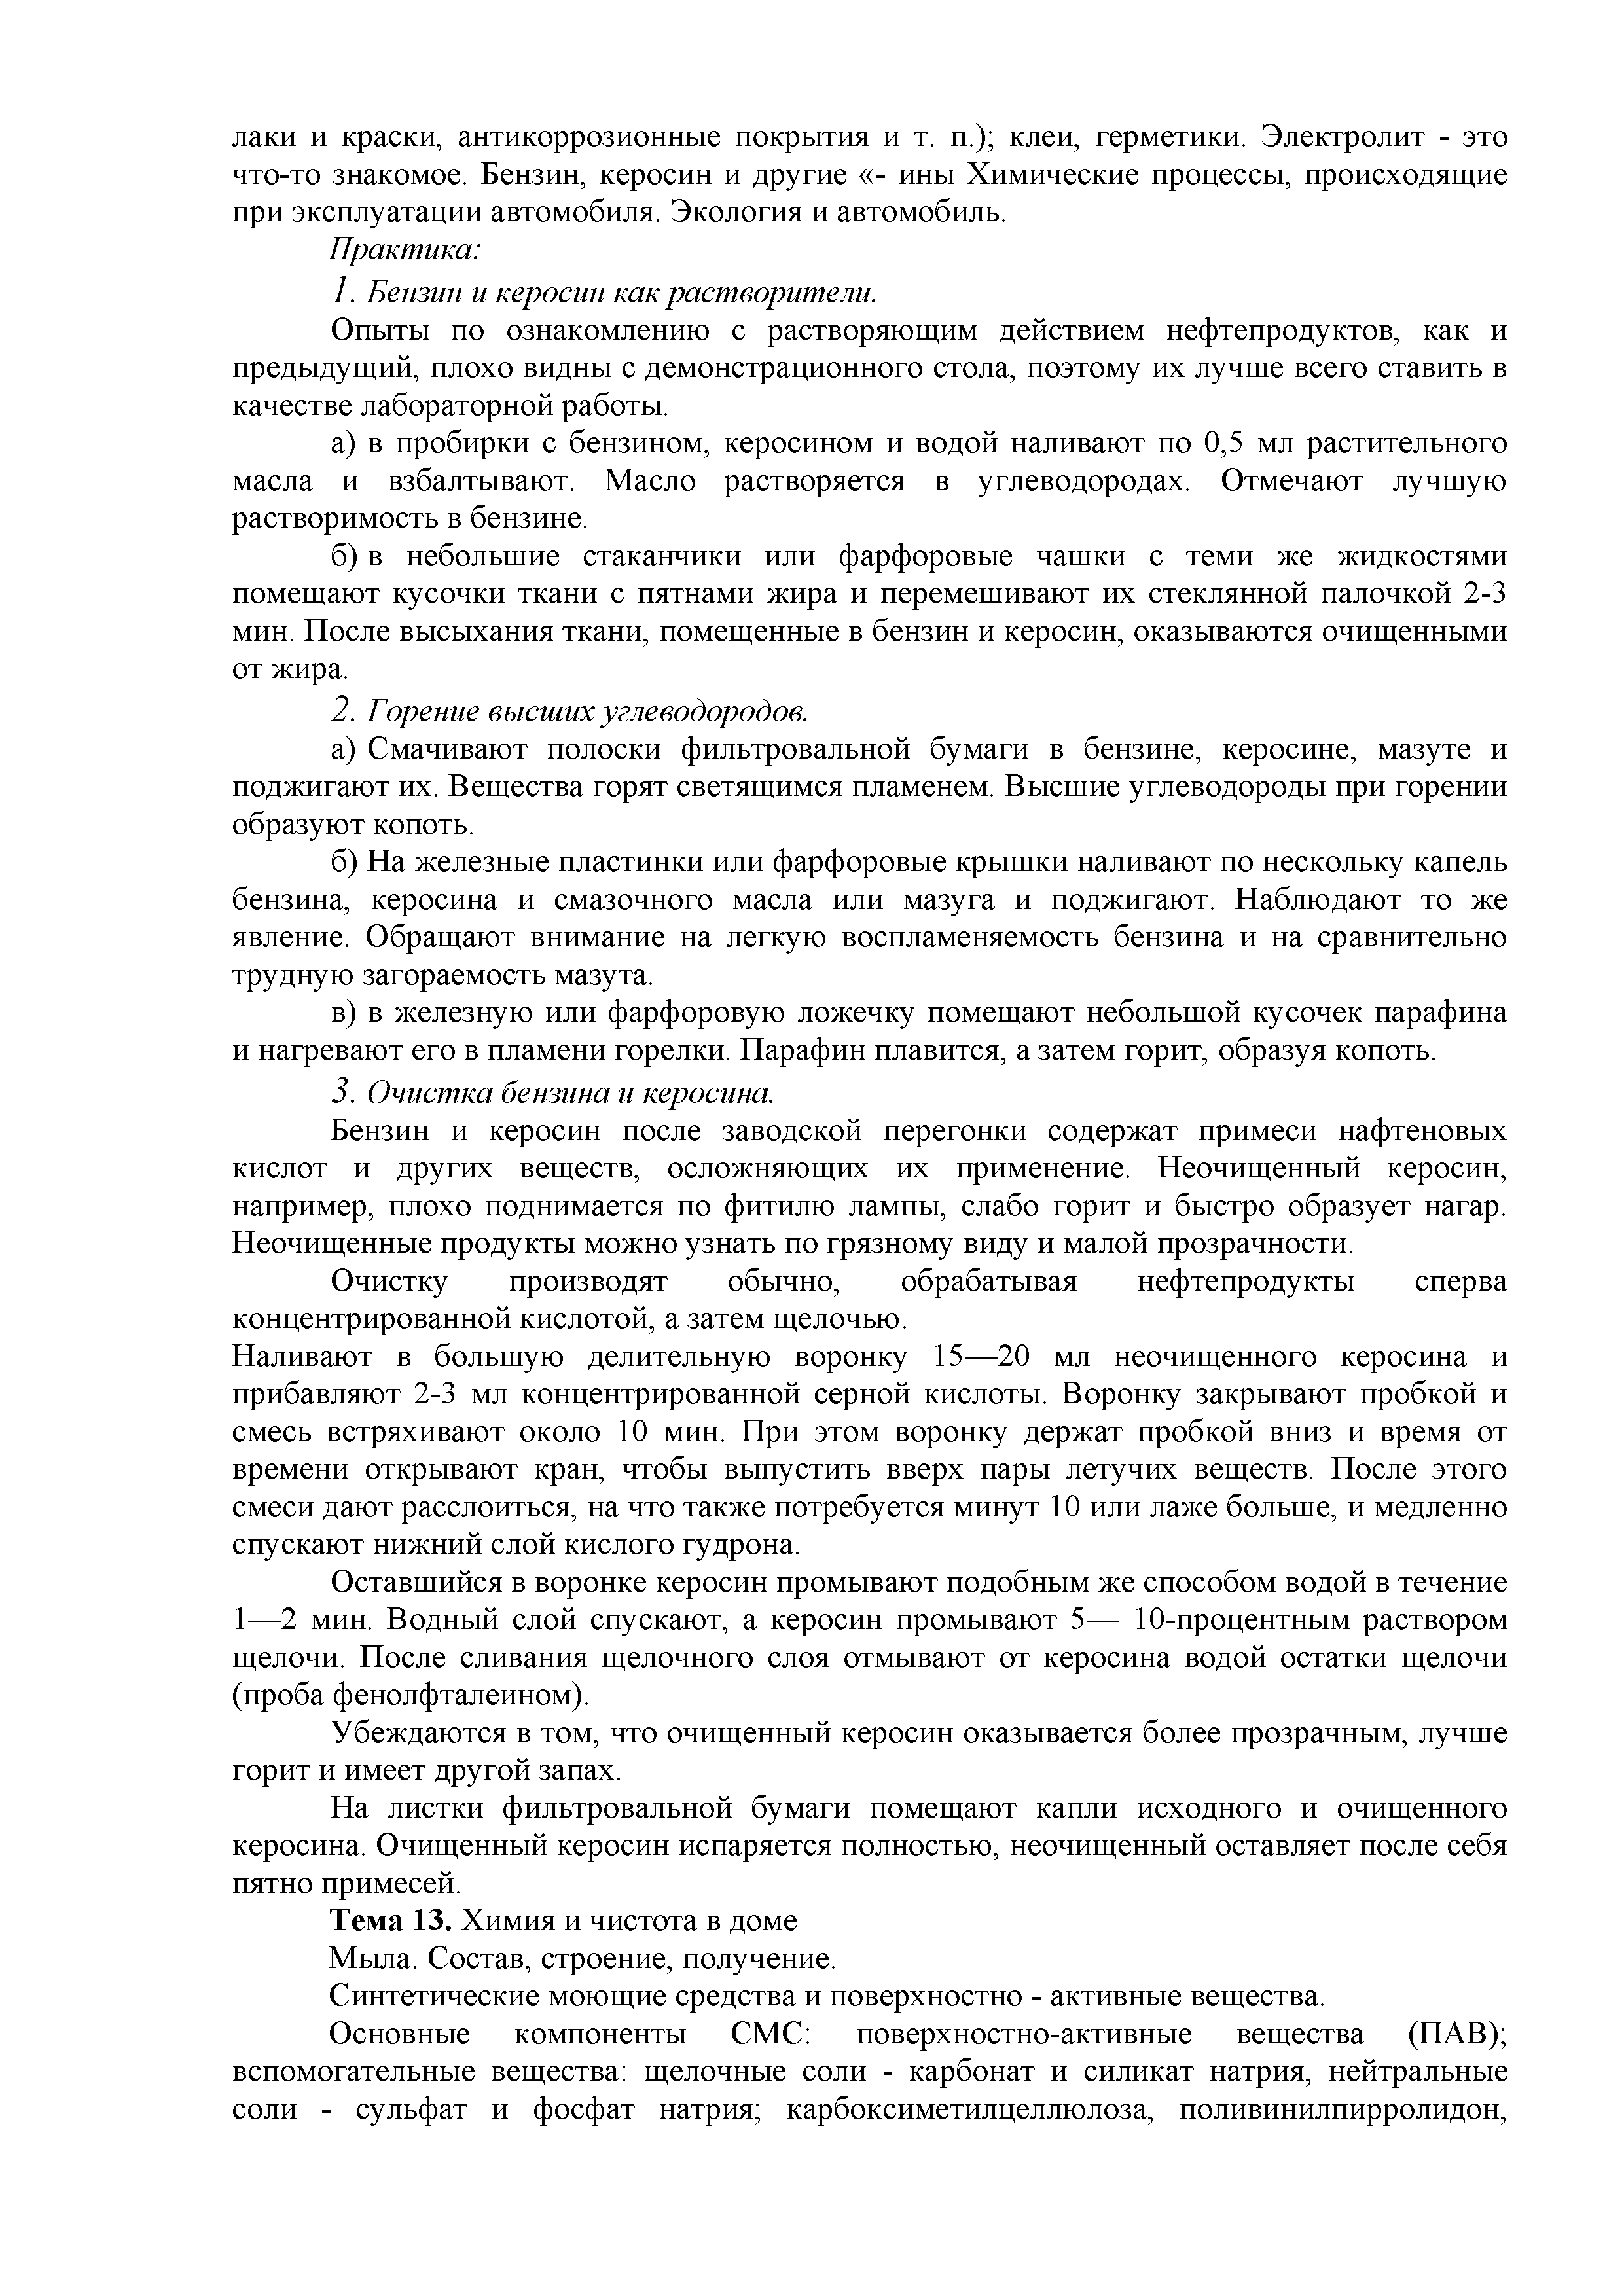 лаки и краски, антикоррозионные покрытия и т. п.); клеи, герметики. Электролит - это
что-то знакомое. Бензин, керосин и другие «- ины Химические процессы, происходящие
при эксплуатации автомобиля. Экология и автомобиль.
Практика:
1. Бензин и керосин как растворители.
Опыты по ознакомлению с растворяющим действием нефтепродуктов, как и
предыдущий, плохо видны с демонстрационного стола, поэтому их лучше всего ставить в
качестве лабораторной работы.
а) в пробирки с бензином, керосином и водой наливают по 0,5 мл растительного
масла и взбалтывают. Масло растворяется в углеводородах. Отмечают лучшую
растворимость в бензине.
б) в небольшие стаканчики или фарфоровые чашки с теми же жидкостями
помещают кусочки ткани с пятнами жира и перемешивают их стеклянной палочкой 2-3
мин. После высыхания ткани, помещенные в бензин и керосин, оказываются очищенными
от жира.
2. Горение высших углеводородов.
а) Смачивают полоски фильтровальной бумаги в бензине, керосине, мазуте и
поджигают их. Вещества горят светящимся пламенем. Высшие углеводороды при горении
образуют копоть.
б) На железные пластинки или фарфоровые крышки наливают по нескольку капель
бензина, керосина и смазочного масла или мазуга и поджигают. Наблюдают то же
явление. Обращают внимание на легкую воспламеняемость бензина и на сравнительно
трудную загораемость мазута.
в) в железную или фарфоровую ложечку помещают небольшой кусочек парафина
и нагревают его в пламени горелки. Парафин плавится, а затем горит, образуя копоть.
3. Очистка бензина и керосина.
Бензин и керосин после заводской перегонки содержат примеси нафтеновых
кислот и других веществ, осложняющих их применение. Неочищенный керосин,
например, плохо поднимается по фитилю лампы, слабо горит и быстро образует нагар.
Неочищенные продукты можно узнать по грязному виду и малой прозрачности.
Очистку производят обычно, обрабатывая нефтепродукты сперва
концентрированной кислотой, а затем щелочью.
Наливают в большую делительную воронку 15—20 мл неочищенного керосина и
прибавляют 2-3 мл концентрированной серной кислоты. Воронку закрывают пробкой и
смесь встряхивают около 10 мин. При этом воронку держат пробкой вниз и время от
времени открывают кран, чтобы выпустить вверх пары летучих веществ. После этого
смеси дают расслоиться, на что также потребуется минут 10 или лаже больше, и медленно
спускают нижний слой кислого гудрона.
Оставшийся в воронке керосин промывают подобным же способом водой в течение
1—2 мин. Водный слой спускают, а керосин промывают 5— 10-процентным раствором
щелочи. После сливания щелочного слоя отмывают от керосина водой остатки щелочи
(проба фенолфталеином).
Убеждаются в том, что очищенный керосин оказывается более прозрачным, лучше
горит и имеет другой запах.
На листки фильтровальной бумаги помещают капли исходного и очищенного
керосина. Очищенный керосин испаряется полностью, неочищенный оставляет после себя
пятно примесей.
Тема 13. Химия и чистота в доме
Мыла. Состав, строение, получение.
Синтетические моющие средства и поверхностно - активные вещества.
Основные компоненты СМС: поверхностно-активные вещества (ПАВ);
вспомогательные вещества: щелочные соли - карбонат и силикат натрия, нейтральные
соли - сульфат и фосфат натрия; карбоксиметилцеллюлоза, поливинилпирролидон,